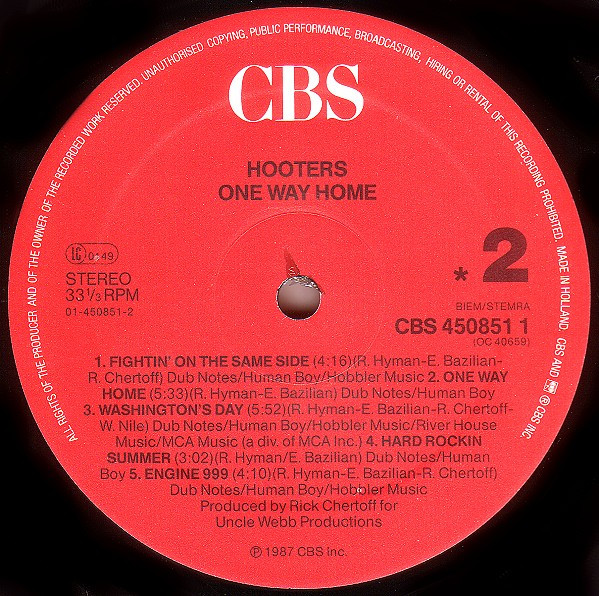 ALL RIGHTS OF THE PRODUCER AND OF THE OWNER OF THE RECORDED WORK RESERVED. UNAUTHORISED COPYING, PUBLIC PERFORMANCE, BROADCASTING, HIRING OR RENTAL OF THIS RECORDING PROHIBITED. MADE IN HOLLAND. CBS AND ® CBS INC.
CBS
HOOTERS
ONE WAY HOME
LC 0149
STEREO
33 1/3 RPM
01-450851-2
* 2
BIEM/STEMRA
CBS 450851 1
(OC 40659)
1. FIGHTIN' ON THE SAME SIDE (4:16)(R. Hyman-E. Bazilian-
R. Chertoff) Dub Notes/Human Boy/Hobbler Music 2. ONE WAY
HOME (5:33)(R. Hyman-E. Bazilian) Dub Notes/Human Boy
3. WASHINGTON'S DAY (5:52)(R. Hyman-E. Bazilian-R. Chertoff-
W. Nile) Dub Notes/Human Boy/Hobbler Music/River House
Music/MCA Music (a div. of MCA Inc.) 4. HARD ROCKIN
SUMMER (3:02)(R. Hyman/E. Bazilian) Dub Notes/Human
Boy 5. ENGINE 999 (4:10)(R. Hyman-E. Bazilian-R. Chertoff)
Dub Notes/Human Boy/Hobbler Music
Produced by Rick Chertoff for
Uncle Webb Productions
℗ 1987 CBS Inc.